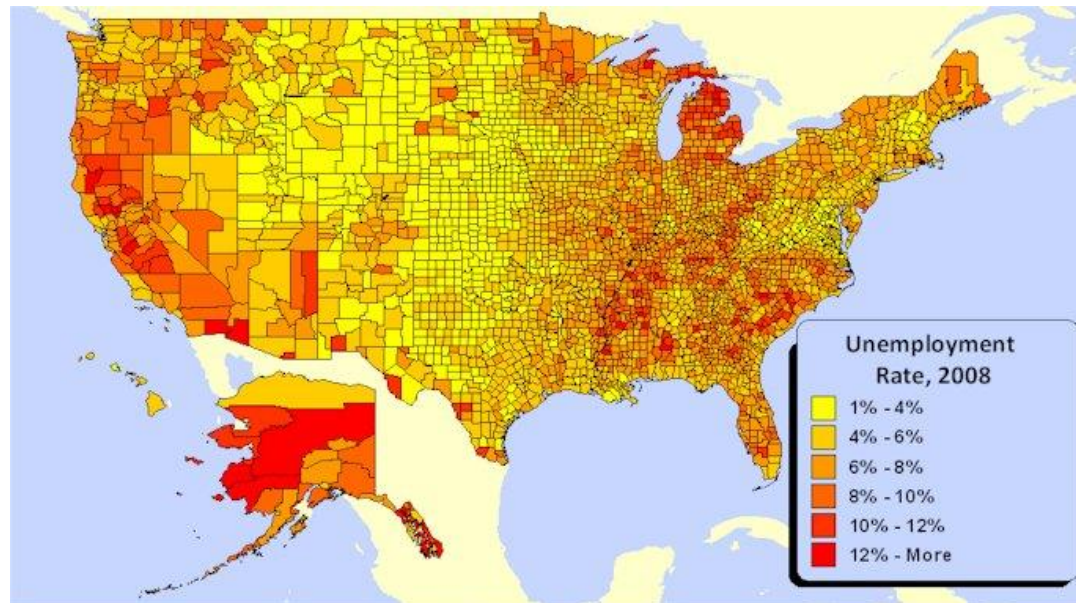 Unemployment
Rate, 2008
1% - 4%
4% - 6%
6% - 8%
8% - 10%
10% - 12%
12% - More